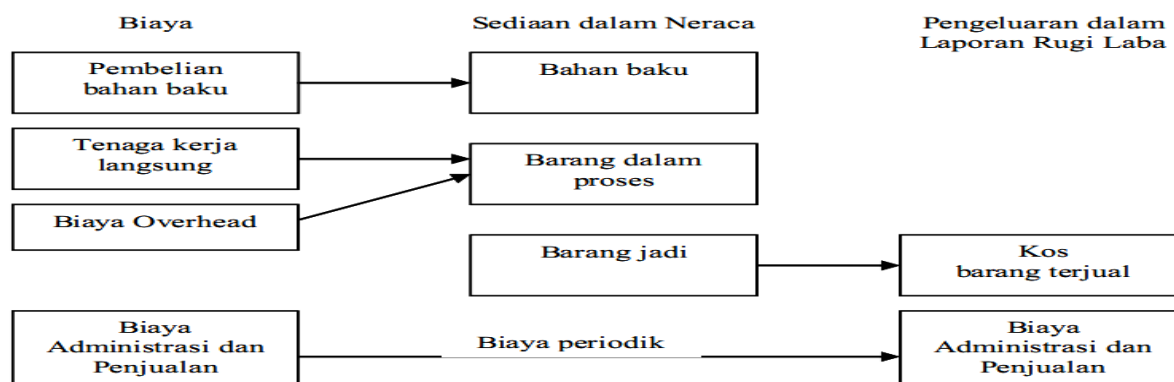 Biaya
Sediaan dalam Neraca
Pengeluaran dalam
Laporan Rugi Laba
Pembelian
bahan baku
Bahan baku
Tenaga kerja
langsung
Barang dalam
proses
Biaya Overhead
Barang jadi
Kos
barang terjual
Biaya
Administrasi dan
Penjualan
Biaya periodik
Biaya
Administrasi dan
Penjualan